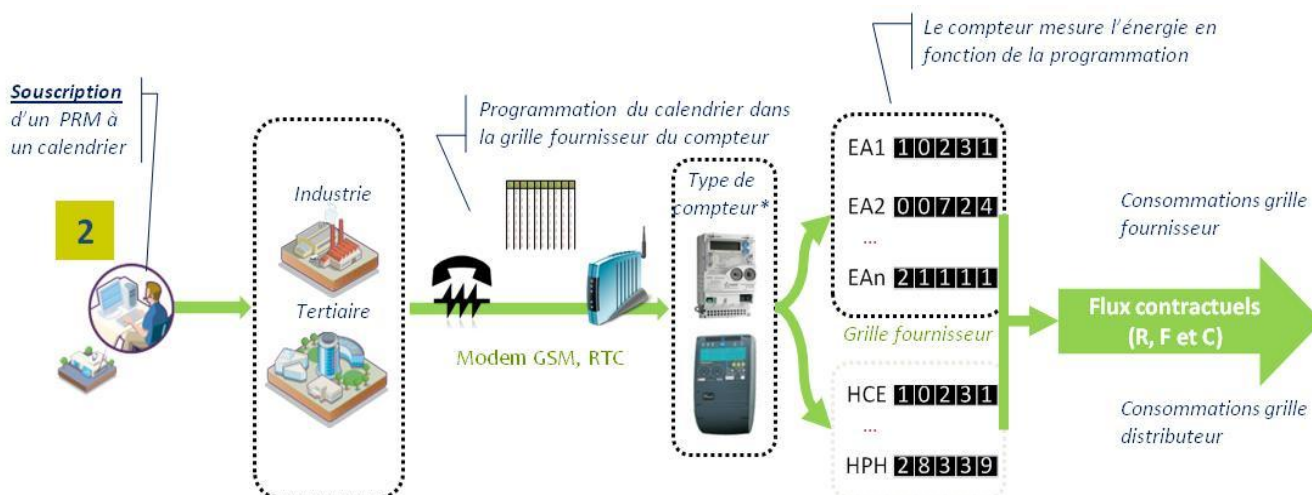 Souscription
d'un PRM à
un calendrier
2
Industrie
Tertiaire
Programmation du calendrier dans
la grille fournisseur du compteur
Modem GSM, RTC
Type de
compteur*
Le compteur mesure l'énergie en
fonction de la programmation
EA1 10231
EA2 00724
...
EAn 21111
Grille fournisseur
HCE 10231
...
HPH 28339
Consommations grille
fournisseur
Flux contractuels
(R, F et C)
Consommations grille
distributeur